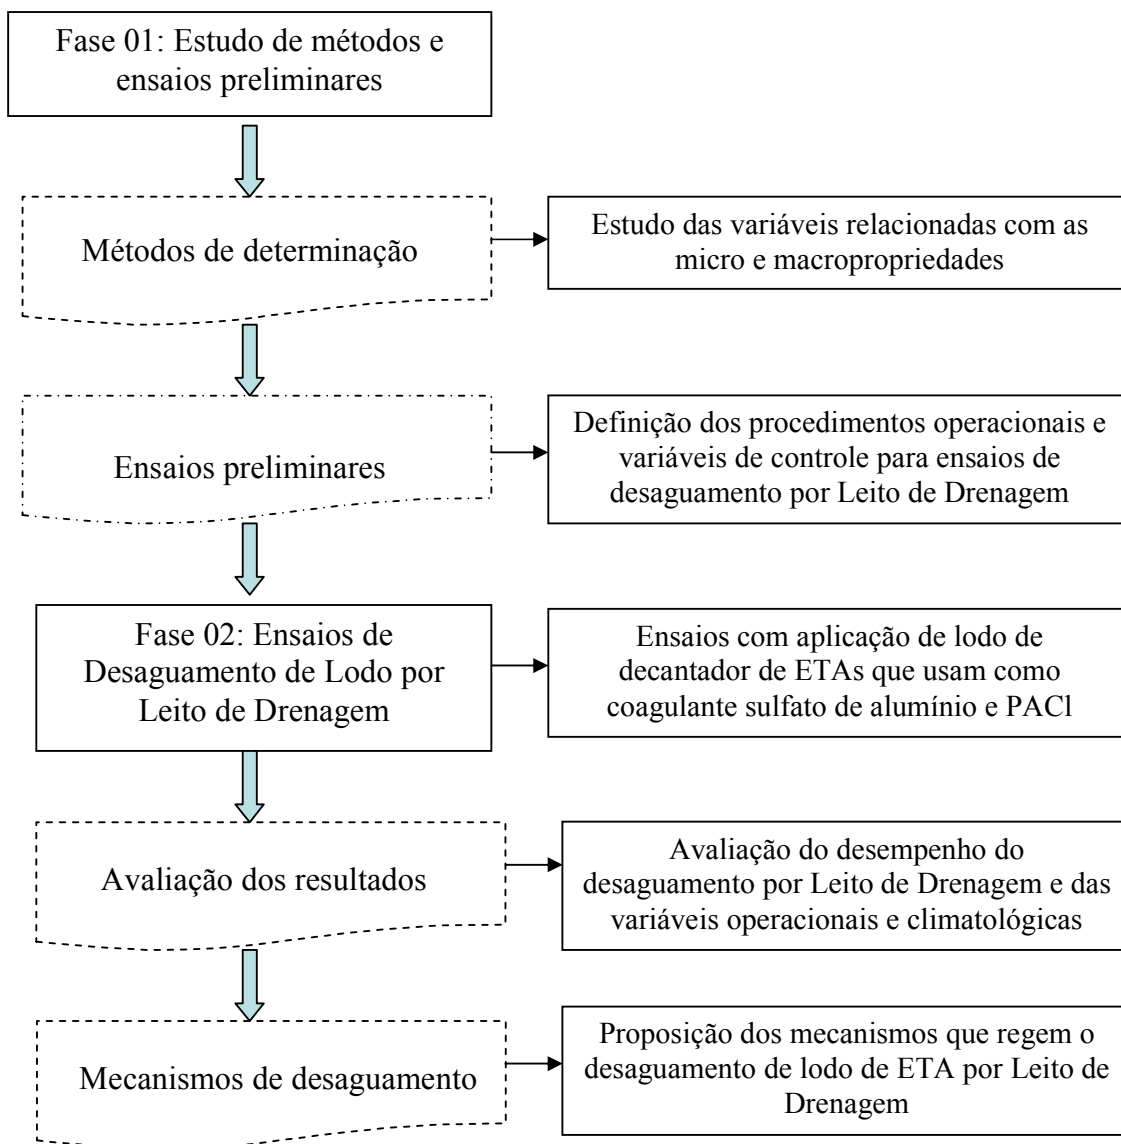 Fase 01: Estudo de métodos e
ensaios preliminares
Métodos de determinação
Estudo das variáveis relacionadas com as
micro e macropropriedades
Ensaios preliminares
Definição dos procedimentos operacionais e
variáveis de controle para ensaios de
desaguamento por Leito de Drenagem
Fase 02: Ensaios de
Desaguamento de Lodo por
Leito de Drenagem
Ensaios com aplicação de lodo de
decantador de ETAs que usam como
coagulante sulfato de alumínio e PACl
Avaliação dos resultados
Avaliação do desempenho do
desaguamento por Leito de Drenagem e das
variáveis operacionais e climatológicas
Mecanismos de desaguamento
Proposição dos mecanismos que regem o
desaguamento de lodo de ETA por Leito de
Drenagem